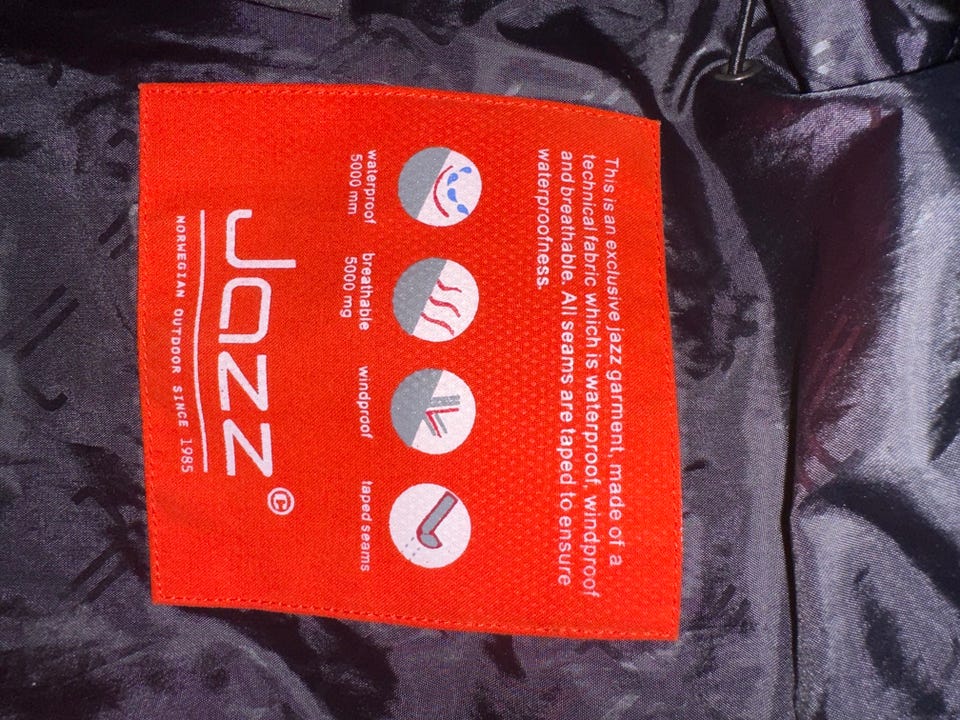 This is an exclusive jazz garment, made of a
technical fabric which is waterproof, windproof
and breathable. All seams are taped to ensure
waterproofness.
waterproof
5000 mm
breathable
5000 mg
windproof
taped seams
Jazz©
NORWEGIAN OUTDOOR SINCE 1985